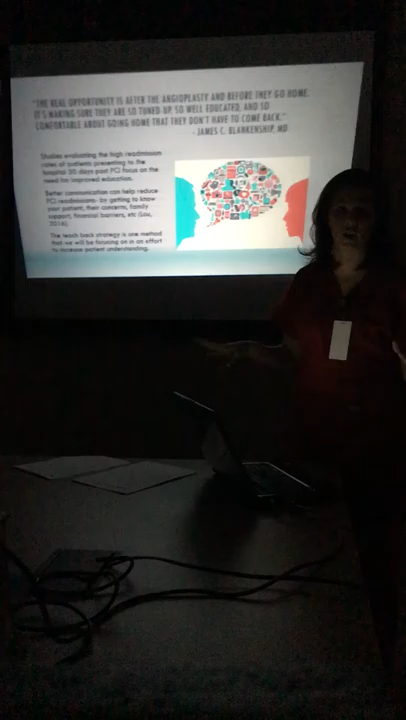 "THE REAL OPPORTUNITY IS AFTER THE ANGIOPLASTY AND BEFORE THEY GO HOME.
IT'S MAKING SURE THEY ARE SO TUNED-UP, SO WELL EDUCATED, AND SO
COMFORTABLE ABOUT GOING HOME THAT THEY DON'T HAVE TO COME BACK."
- JAMES C. BLANKENSHIP, MD
Studies evaluating the high readmission
rates of patients presenting to the
hospital 30 days post PCI focus on the
need for improved education.
Better communication can help reduce
PCI readmissions- by getting to know
your patient, their concerns, family
support, financial barriers, etc (Lou,
2016).
The teach back strategy is one method
that we will be focusing on in an effort
to increase patient understanding.